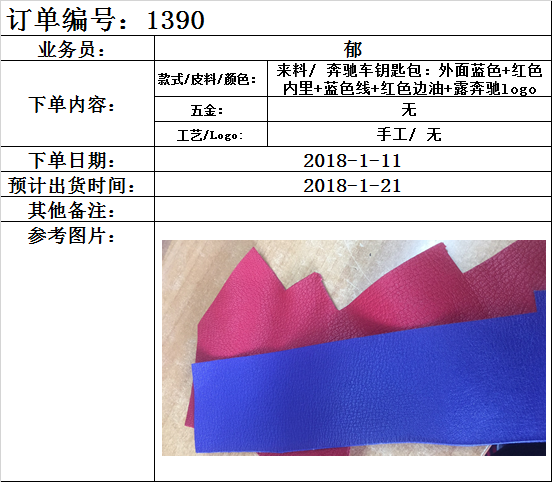 订单编号：1390
业务员：
郁
下单内容：
款式/皮料/颜色：
来料/ 奔驰车钥匙包：外面蓝色+红色
内里+蓝色线+红色边油+露奔驰logo
五金：
无
工艺/Logo：
手工/ 无
下单日期：
2018-1-11
预计出货时间：
2018-1-21
其他备注：
参考图片：